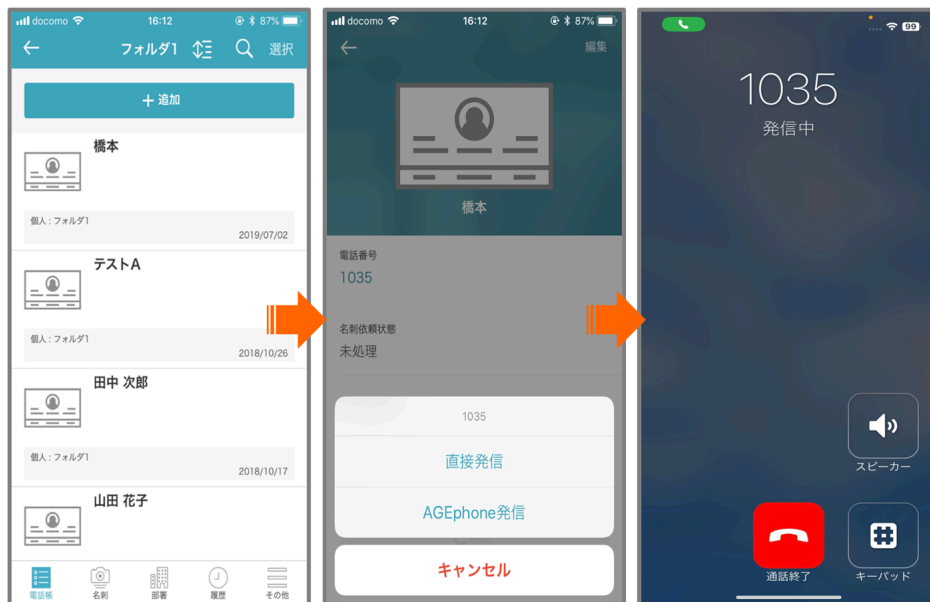 docomo 16:12 87%
フォルダ1 選択
+ 追加
橋本
個人 : フォルダ1
2019/07/02
テストA
個人 : フォルダ1
2018/10/26
田中 次郎
個人 : フォルダ1
2018/10/17
山田 花子
電話帳 名刺 部署 履歴 その他
docomo 16:12 87%
編集
橋本
電話番号
1035
名刺依頼状態
未処理
1035
直接発信
AGEphone発信
キャンセル
99
1035
発信中
スピーカー
通話終了 キーパッド